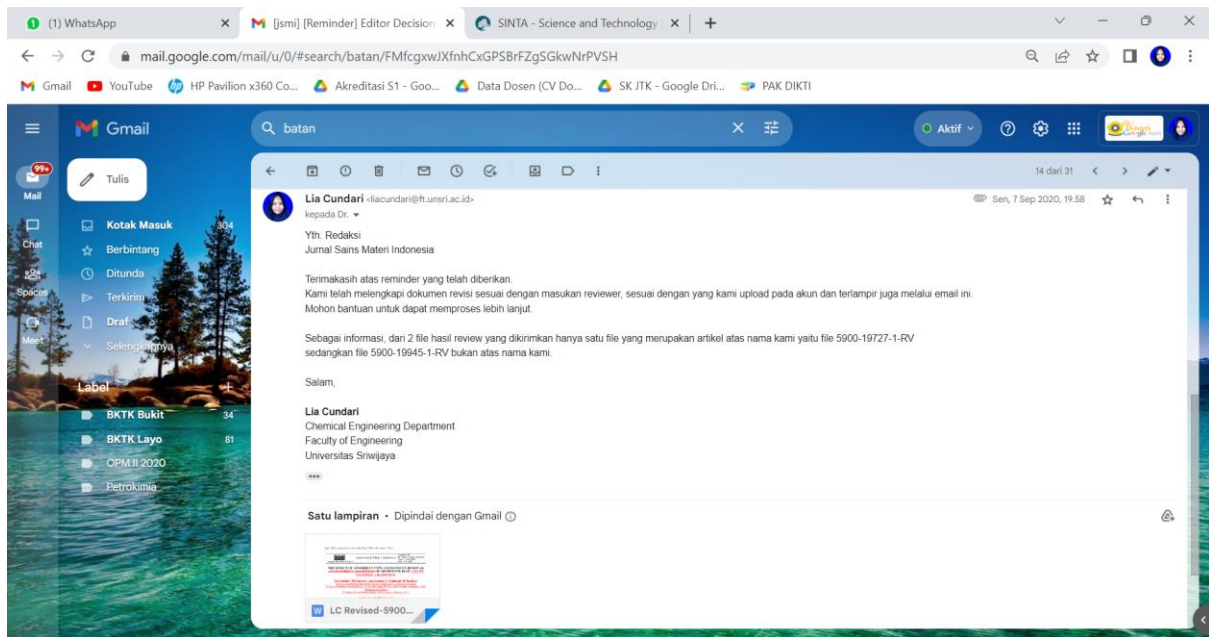 (1) WhatsApp
[jsmi] [Reminder] Editor Decision
SINTA - Science and Technology
mail.google.com/mail/u/0/#search/batan/FMfcgxwJXfnhCxGPSBrFZgSGkwNrPVSH
Gmail
YouTube
HP Pavilion x360 Co...
Akreditasi S1 - Goo...
Data Dosen (CV Do...
SK JTK - Google Dri...
PAK DIKTI
Gmail
batan
Aktif
99+
Mail
Chat
Spaces
Meet
Tulis
Kotak Masuk 304
Berbintang
Ditunda
Terkirim
Draf
Selengkapnya
Label
BKTK Bukit 34
BKTK Layo 81
OPM II 2020
Petrokimia
14 dari 31
Lia Cundari <liacundari@ft.unsri.ac.id>
Sen, 7 Sep 2020, 19.58
kepada Dr.
Yth. Redaksi
Jurnal Sains Materi Indonesia
Terimakasih atas reminder yang telah diberikan.
Kami telah melengkapi dokumen revisi sesuai dengan masukan reviewer, sesuai dengan yang kami upload pada akun dan terlampir juga melalui email ini.
Mohon bantuan untuk dapat memproses lebih lanjut.
Sebagai informasi, dari 2 file hasil review yang dikirimkan hanya satu file yang merupakan artikel atas nama kami yaitu file 5900-19727-1-RV
sedangkan file 5900-19945-1-RV bukan atas nama kami.
Salam,
Lia Cundari
Chemical Engineering Department
Faculty of Engineering
Universitas Sriwijaya
Satu lampiran • Dipindai dengan Gmail
W LC Revised-5900...